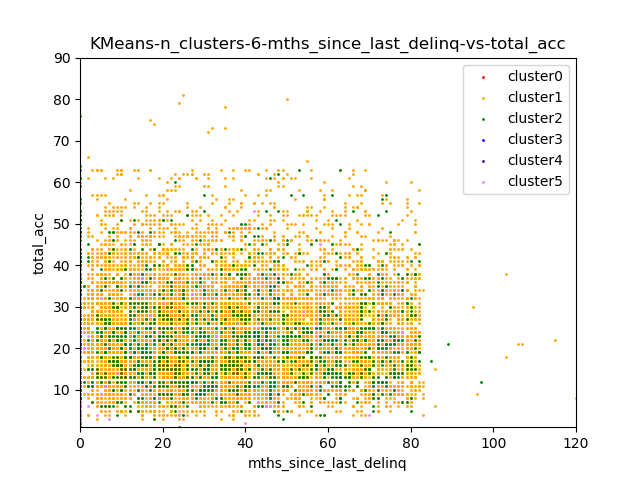 KMeans-n_clusters-6-mths_since_last_delinq-vs-total_acc
90
80
70
60
50
40
30
20
10
total_acc
0
20
40
60
80
100
120
mths_since_last_delinq
cluster0
cluster1
cluster2
cluster3
cluster4
cluster5